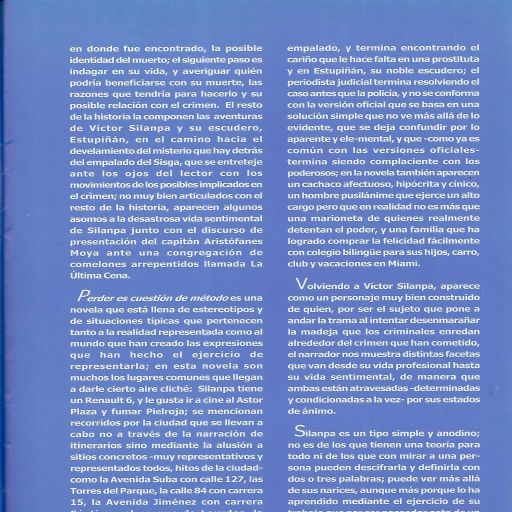 en donde fue encontrado, la posible
identidad del muerto; el siguiente paso es
indagar en su vida, y averiguar quién
podría beneficiarse con su muerte, las
razones que tendría para hacerlo y su
posible relación con el crimen. El resto
de la historia la componen las aventuras
de Víctor Silanpa y su escudero,
Estupiñán, en el camino hacia el
develamiento del misterio que hay detrás
del empalado del Sisga, que se entreteje
ante los ojos del lector con los
movimientos de los posibles implicados en
el crimen; no muy bien articulados con el
resto de la historia, aparecen algunos
asomos a la desastrosa vida sentimental
de Silanpa junto con el discurso de
presentación del capitán Aristófanes
Moya ante una congregación de
comelones arrepentidos llamada La
Última Cena.
Perder es cuestión de método es una
novela que está llena de estereotipos y
de situaciones típicas que pertenecen
tanto a la realidad representada como al
mundo que han creado las expresiones
que han hecho el ejercicio de
representarla; en esta novela son
muchos los lugares comunes que llegan
a darle cierto aire cliché: Silanpa tiene
un Renault 6, y le gusta ir a cine al Astor
Plaza y fumar Pielroja; se mencionan
recorridos por la ciudad que se llevan a
cabo no a través de la narración de
itinerarios sino mediante la alusión a
sitios concretos -muy representativos y
representados todos, hitos de la ciudad-
como la Avenida Suba con calle 127, las
Torres del Parque, la calle 84 con carrera
15, la Avenida Jiménez con carrera
empalado, y termina encontrando el
cariño que le hace falta en una prostituta
y en Estupiñán, su noble escudero; el
periodista judicial termina resolviendo el
caso antes que la policía, y no se conforma
con la versión oficial que se basa en una
solución simple que no ve más allá de lo
evidente, que se deja confundir por lo
aparente y ele-mental, y que -como ya es
común con las versiones oficiales-
termina siendo complaciente con los
poderosos; en la novela también aparecen
un cachaco afectuoso, hipócrita y cínico,
un hombre pusilánime que ejerce un alto
cargo pero que en realidad no es más que
una marioneta de quienes realmente
detentan el poder, y una familia que ha
logrado comprar la felicidad fácilmente
con colegio bilingüe para sus hijos, carro,
club y vacaciones en Miami.
Volviendo a Víctor Silanpa, aparece
como un personaje muy bien construido
de quien, por ser el sujeto que pone a
andar la trama al intentar desenmarañar
la madeja que los criminales enredan
alrededor del crimen que han cometido,
el narrador nos muestra distintas facetas
que van desde su vida profesional hasta
su vida sentimental, de manera que
ambas están atravesadas -determinadas
y condicionadas a la vez- por sus estados
de ánimo.
Silanpa es un tipo simple y anodino;
no es de los que tienen una teoría para
todo ni de los que con mirar a una per-
sona pueden descifrarla y definirla con
dos o tres palabras; puede ver más allá
de sus narices, aunque más porque lo ha
aprendido mediante el ejercicio de su